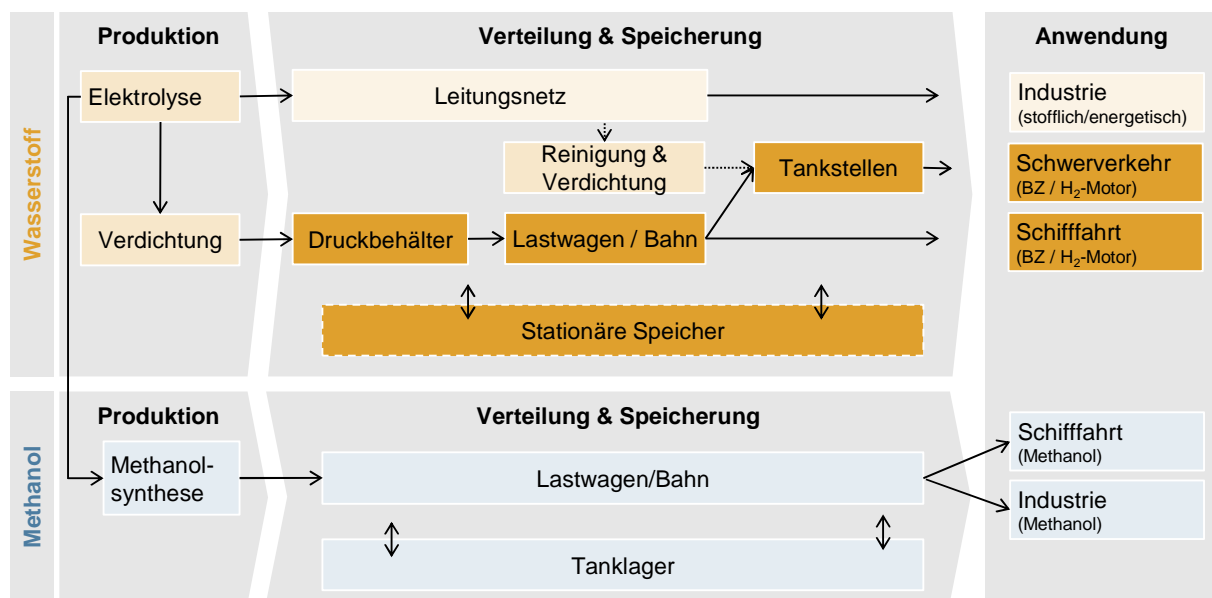 Wasserstoff
Produktion
Verteilung & Speicherung
Anwendung
Elektrolyse
Leitungsnetz
Industrie
(stofflich/energetisch)
Reinigung &
Verdichtung
Tankstellen
Schwerverkehr
(BZ / H₂-Motor)
Verdichtung
Druckbehälter
Lastwagen / Bahn
Schifffahrt
(BZ / H₂-Motor)
Stationäre Speicher
Methanol
Produktion
Verteilung & Speicherung
Methanol-
synthese
Lastwagen/Bahn
Schifffahrt
(Methanol)
Industrie
(Methanol)
Tanklager